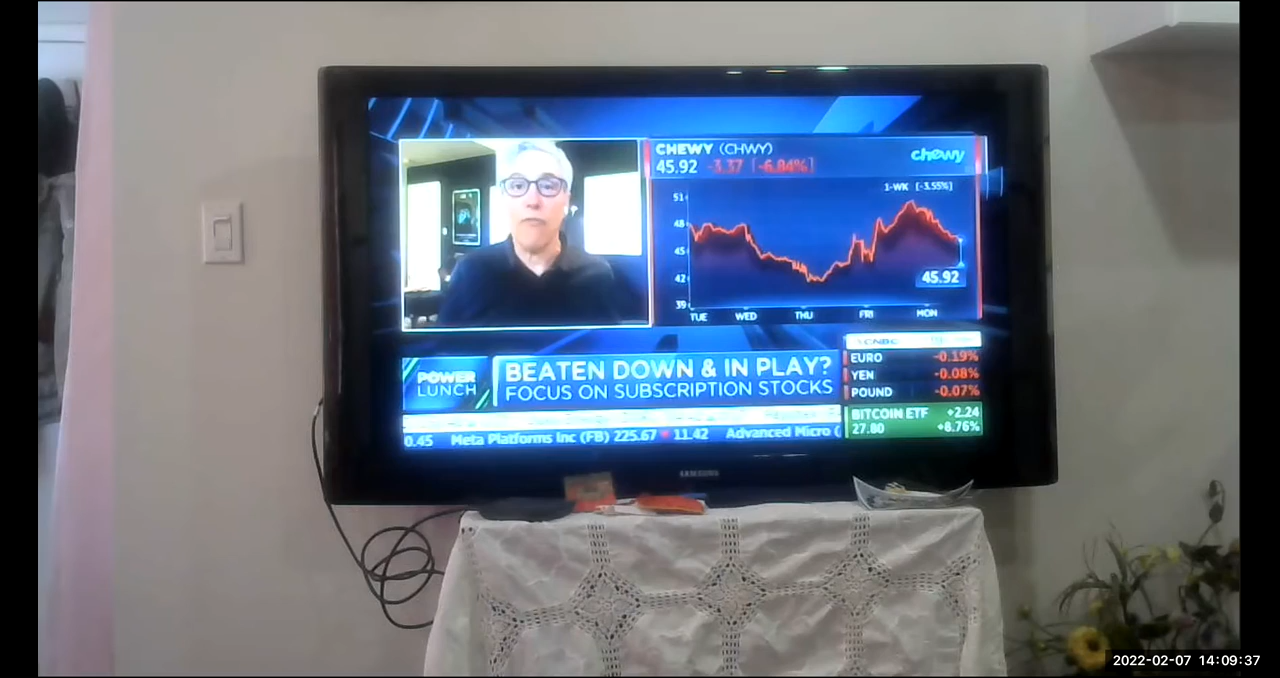 CHEWY (CHWY)
45.92 -3.37 [-6.84%]
chewy
1-WK [-3.55%]
51
48
45
42
39
45.92
TUE WED THU FRI MON
POWER
LUNCH
BEATEN DOWN & IN PLAY?
FOCUS ON SUBSCRIPTION STOCKS
CNBC
EURO -0.19%
YEN -0.08%
POUND -0.07%
BITCOIN ETF +2.24
27.80 +8.76%
0.45 Meta Platforms Inc (FB) 225.67 ▼ 11.42 Advanced Micro (
SAMSUNG
2022-02-07 14:09:37